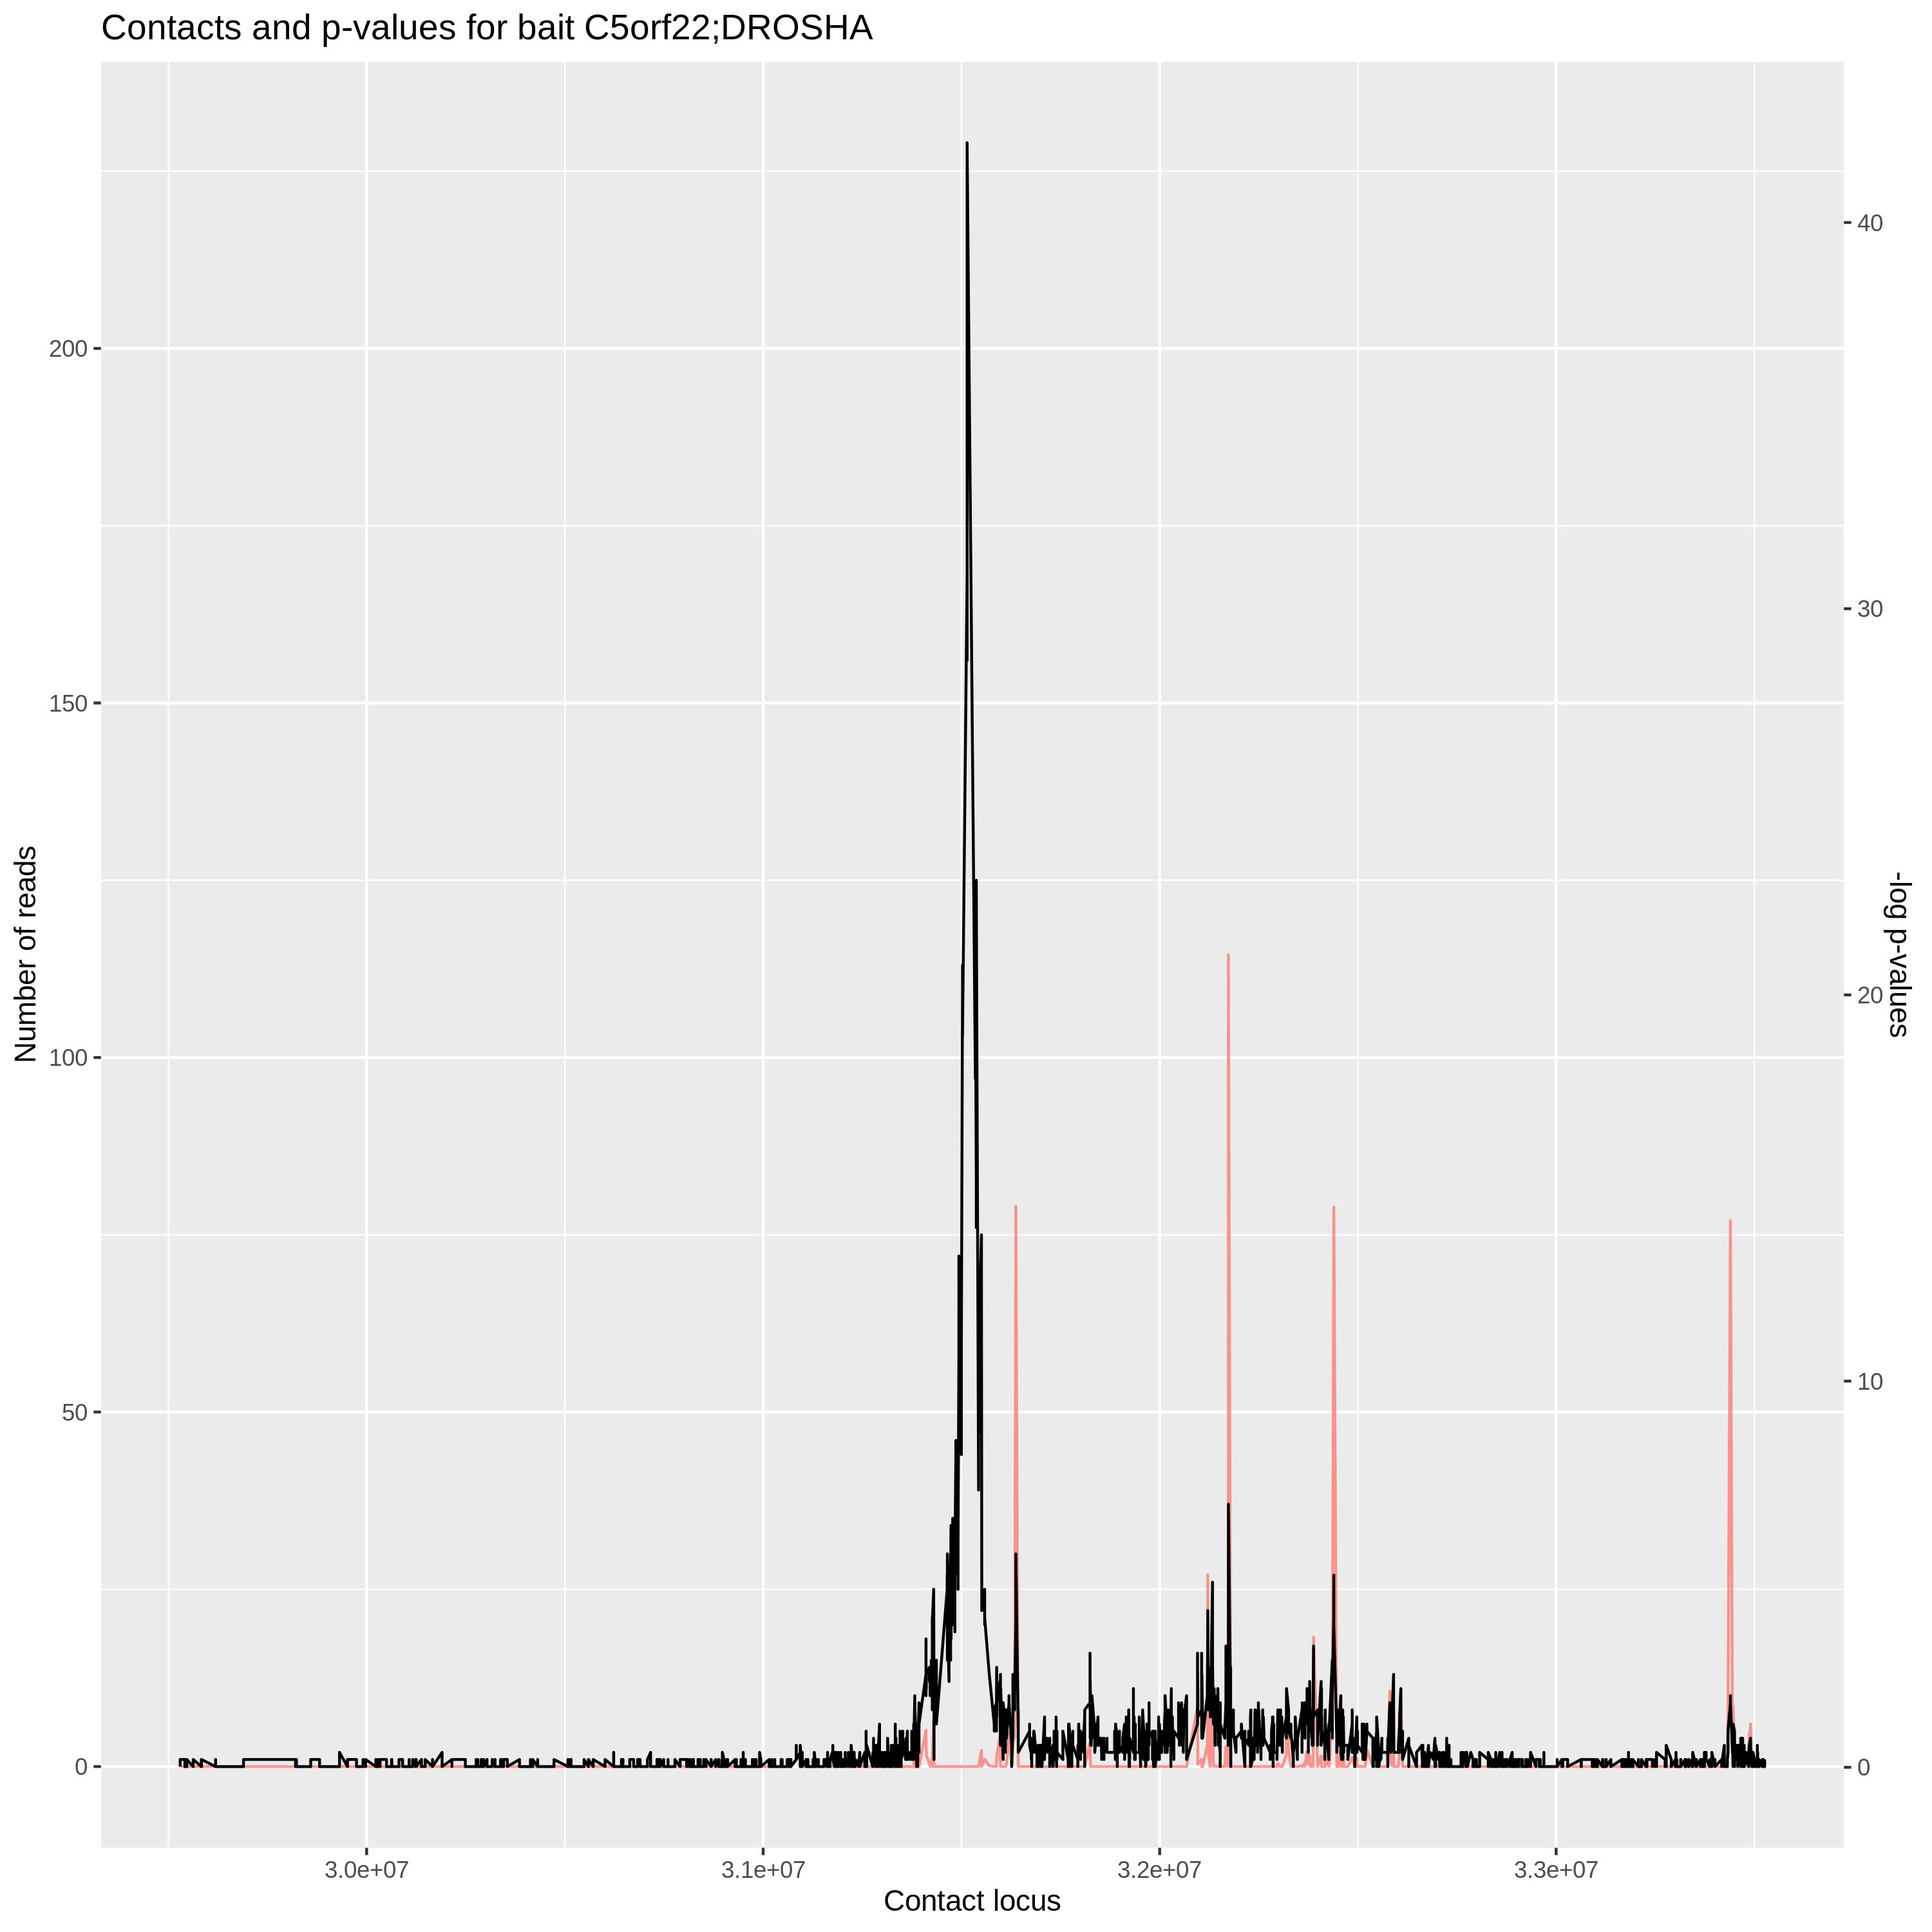 Contacts and p-values for bait C5orf22;DROSHA
Number of reads
200
150
100
50
0
40
30
20
10
0
-log p-values
3.0e+07
3.1e+07
3.2e+07
3.3e+07
Contact locus